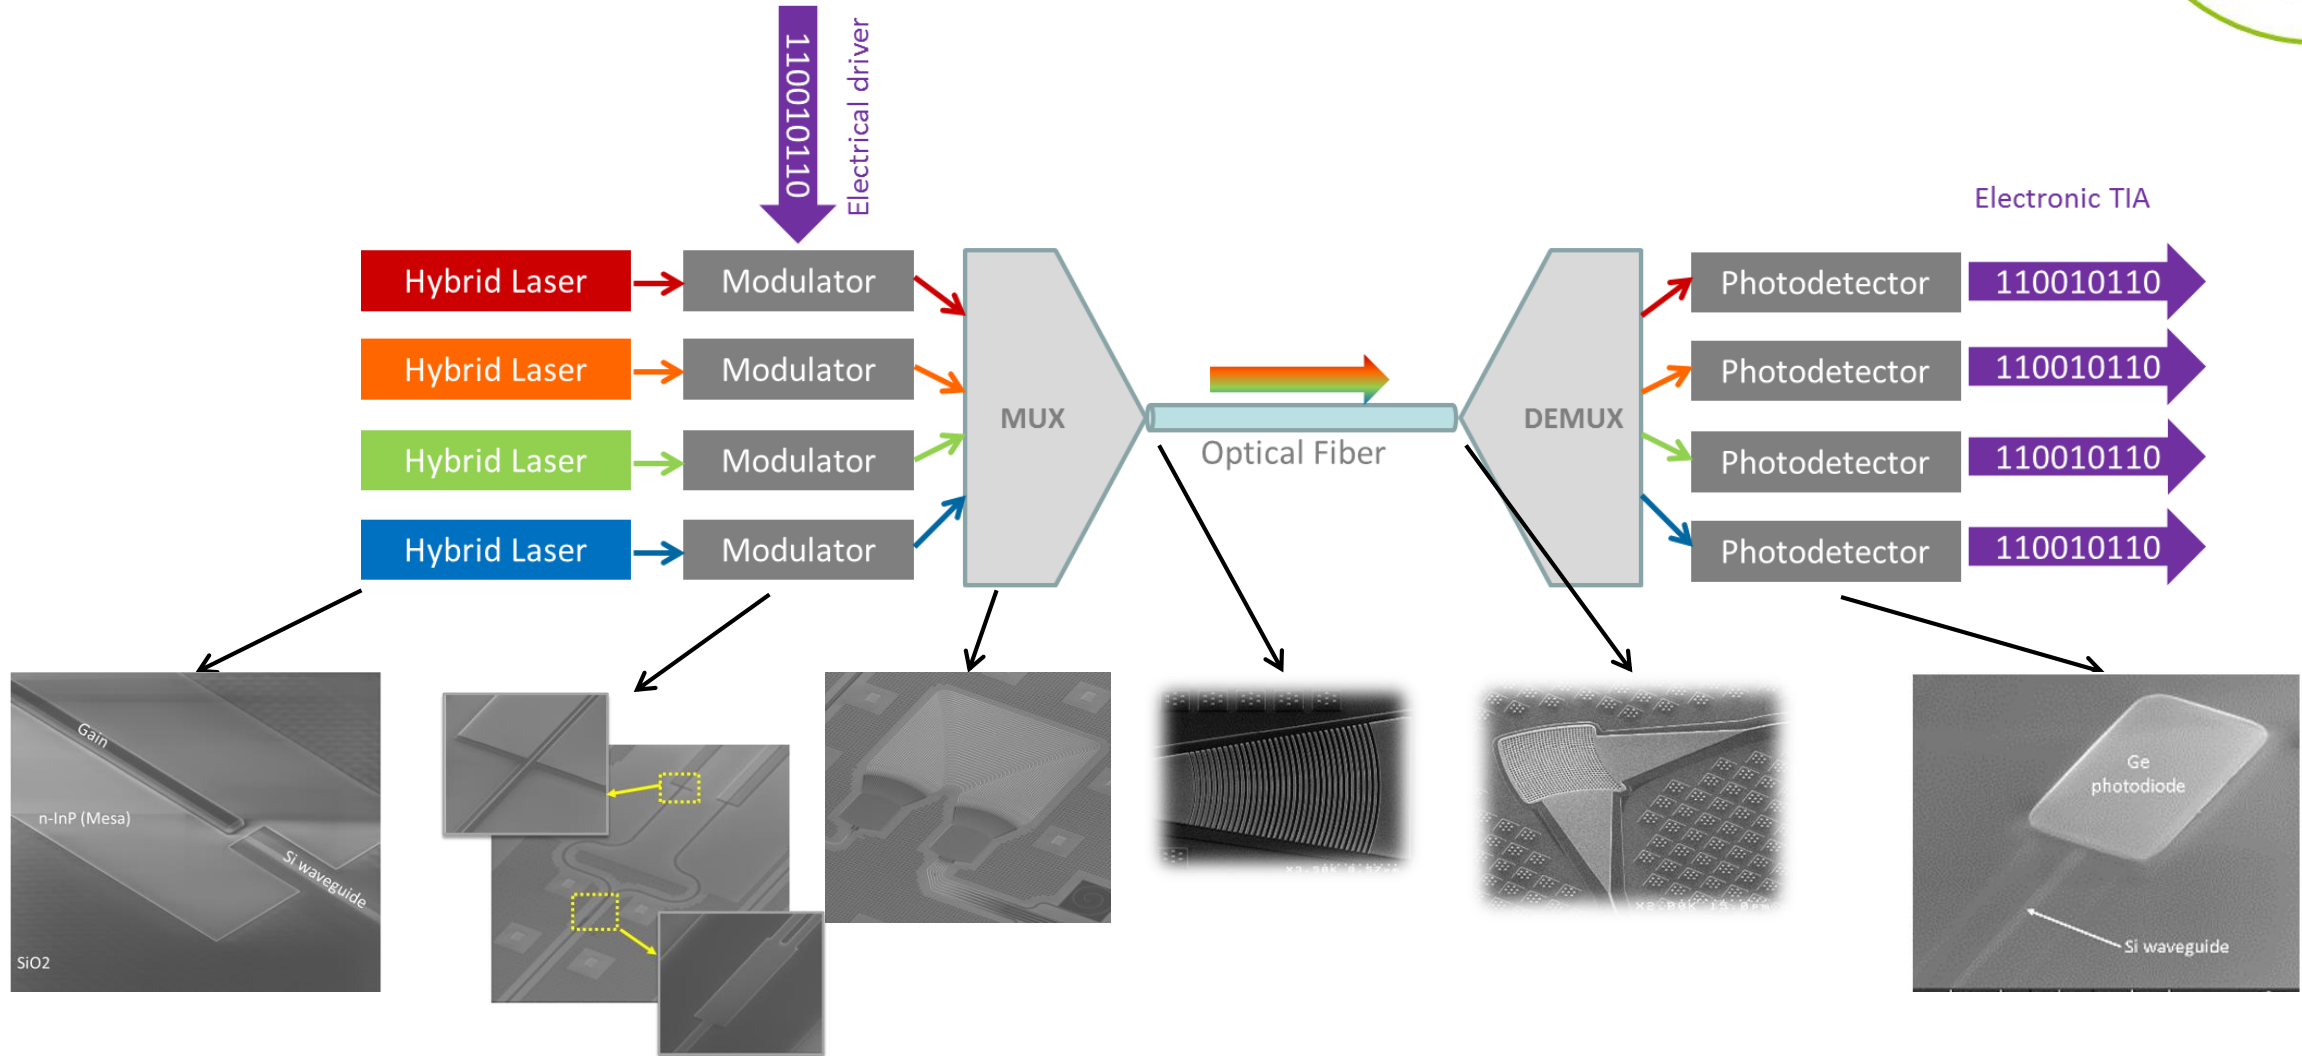 110010110
Electrical driver
Electronic TIA
Hybrid Laser
Modulator
Photodetector
110010110
Hybrid Laser
Modulator
Photodetector
110010110
MUX
DEMUX
Optical Fiber
Hybrid Laser
Modulator
Photodetector
110010110
Hybrid Laser
Modulator
Photodetector
110010110
Gain
n-InP (Mesa)
Si waveguide
SiO2
Ge
photodiode
Si waveguide